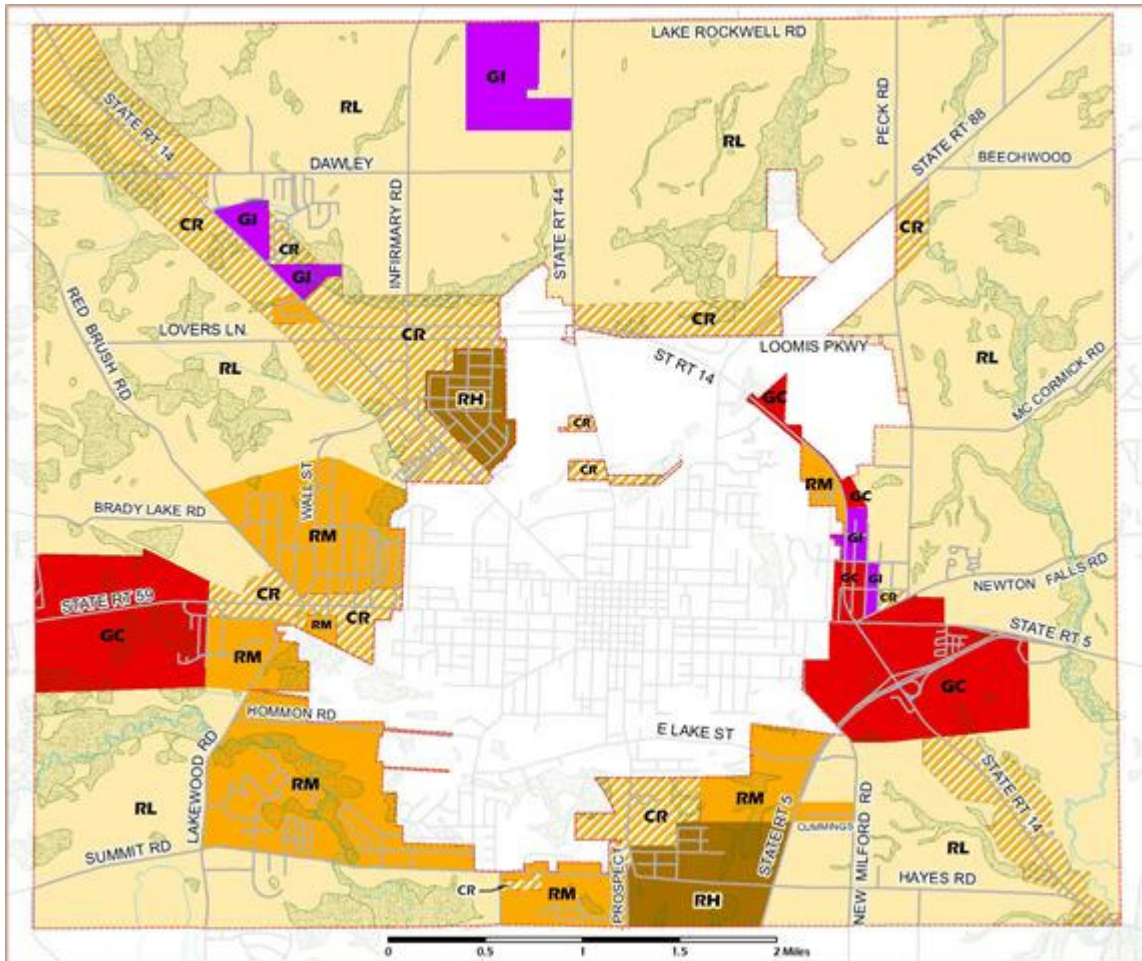 LAKE ROCKWELL RD
GI
STATE RT 14
RL
PECK RD
STATE RT 88
RL
DAWLEY
BEECHWOOD
INFIRMARY RD
STATE RT 44
CR
GI
CR
CR
GI
RED BRUSH RD
LOVERS LN
CR
CR
LOOMIS PKWY
RL
RL
ST RT 14
MC CORMICK RD
RH
GC
CR
CR
WALL ST
RM
GC
BRADY LAKE RD
RM
GI
CR
GC
GI
CR
NEWTON FALLS RD
STATE RT 59
CR
RM
STATE RT 5
GC
RM
GC
HOMMON RD
E LAKE ST
LAKEWOOD RD
RM
STATE RT 14
RM
RL
CR
STATE RT 5
CUMMINGS
NEW MILFORD RD
RL
SUMMIT RD
HAYES RD
CR
RM
PROSPECT
RH
0 0.5 1 1.5 2 Miles